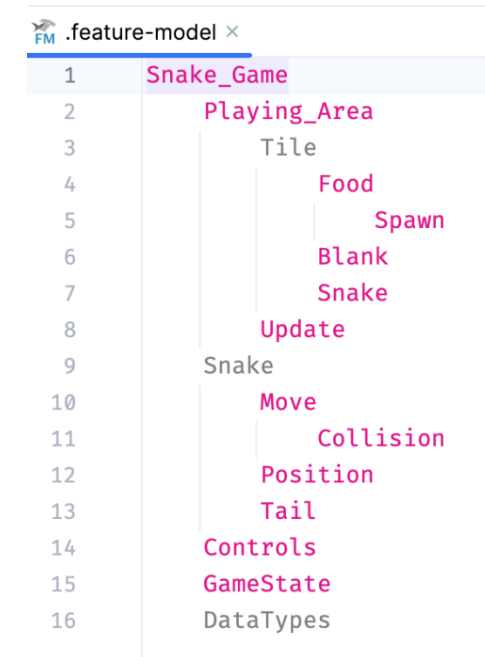 FM .feature-model ×
1 Snake_Game
2 Playing_Area
3 Tile
4 Food
5 Spawn
6 Blank
7 Snake
8 Update
9 Snake
10 Move
11 Collision
12 Position
13 Tail
14 Controls
15 GameState
16 DataTypes